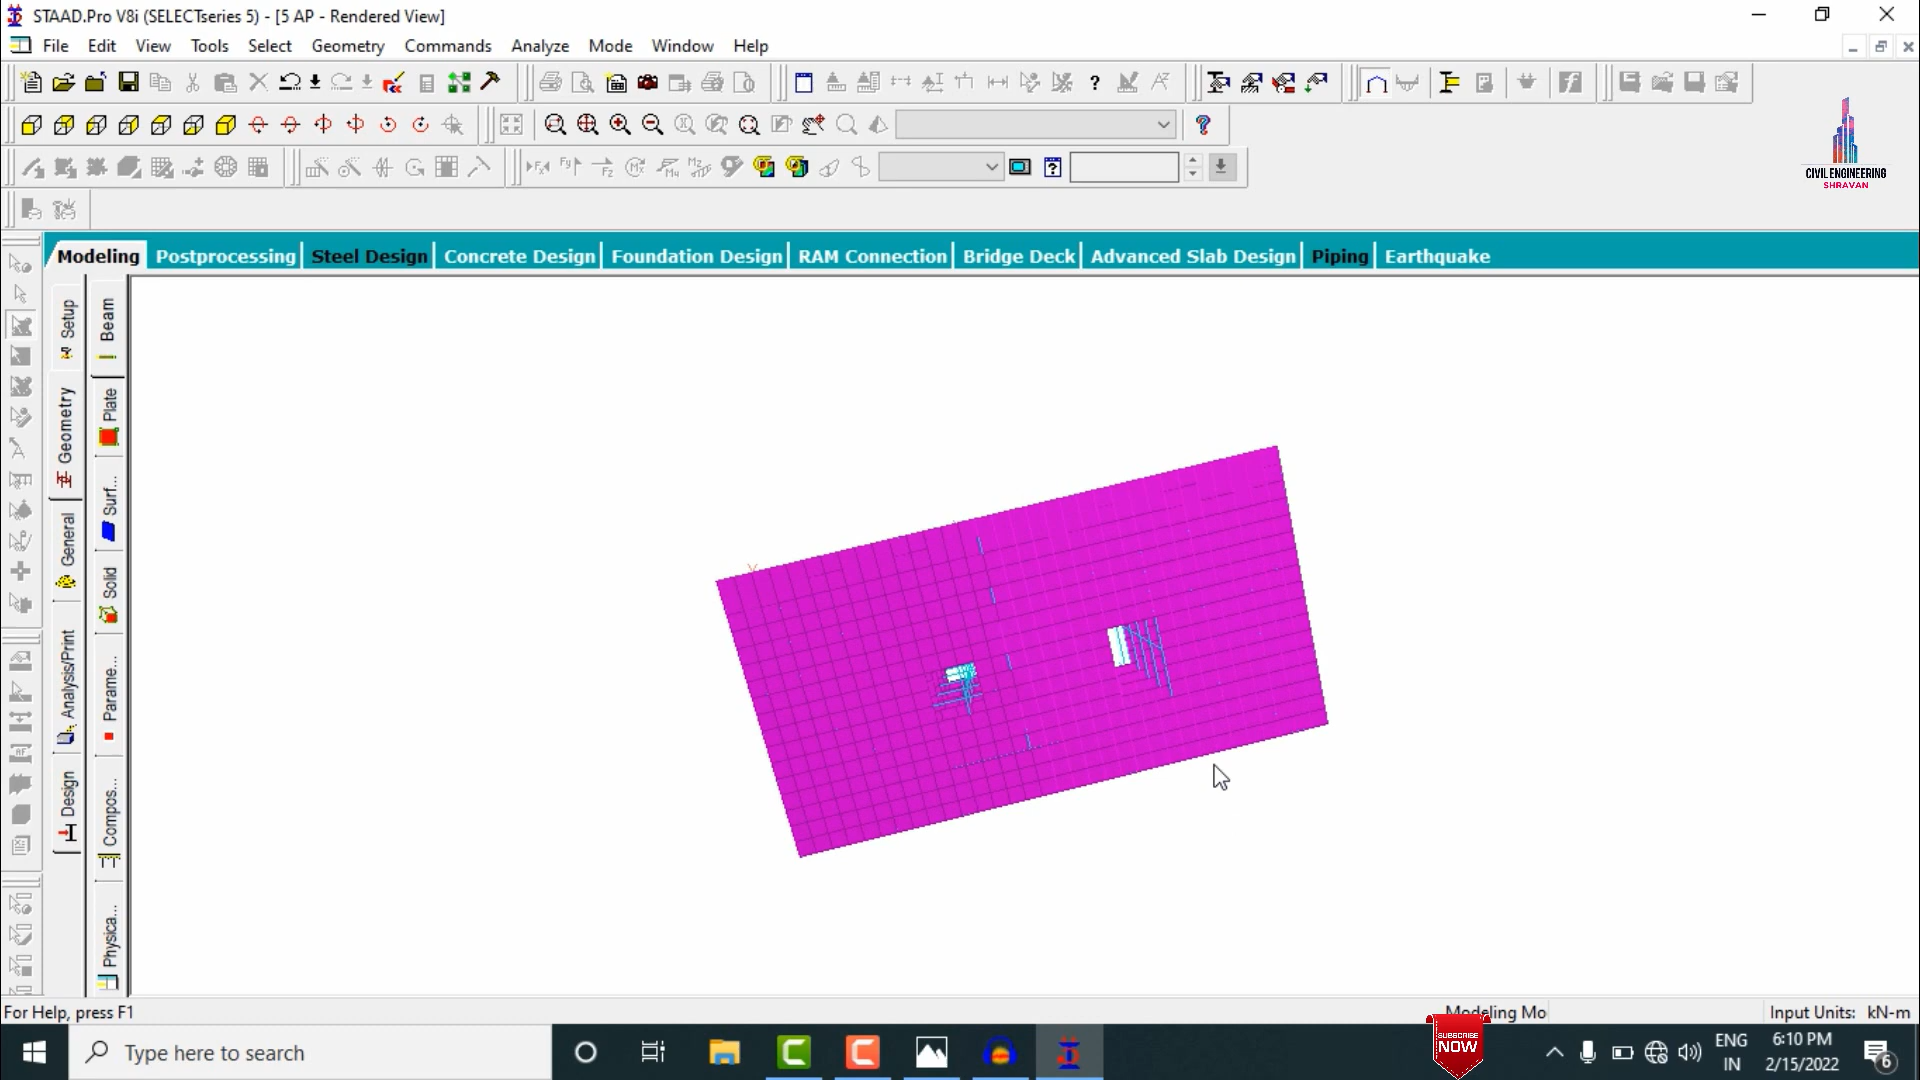 STAAD.Pro V8i (SELECTseries 5) - [5 AP - Rendered View]
File Edit View Tools Select Geometry Commands Analyze Mode Window Help
CIVIL ENGINEERING
SHRAVAN
Modeling Postprocessing Steel Design Concrete Design Foundation Design RAM Connection Bridge Deck Advanced Slab Design Piping Earthquake
Setup
Geometry
General
Analysis/Print
Design
Beam
Plate
Surf...
Solid
Parame...
Compos...
Physica...
For Help, press F1
Modeling Mo
Input Units: kN-m
Type here to search
SUBSCRIBE
NOW
ENG
IN
6:10 PM
2/15/2022
6